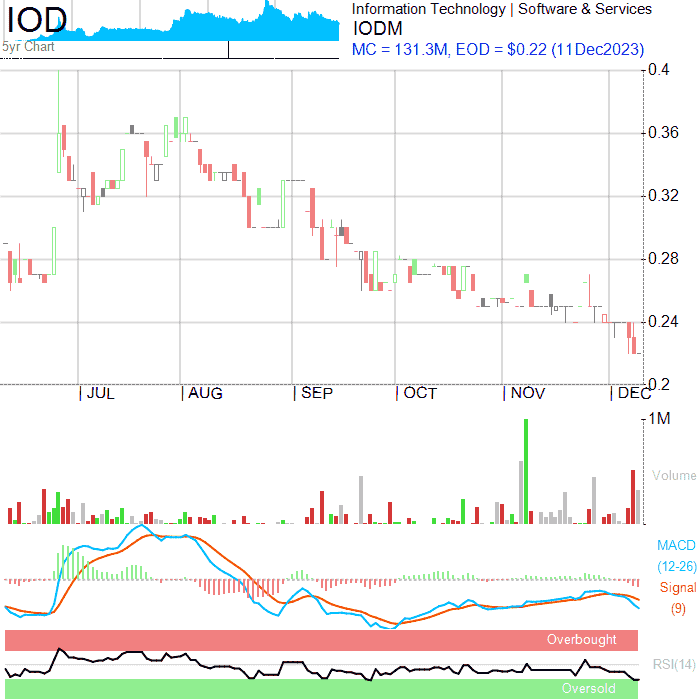 IOD
5yr Chart
Information Technology | Software & Services
IODM
MC = 131.3M, EOD = $0.22 (11Dec2023)
0.4
0.36
0.32
0.28
0.24
0.2
| JUL
| AUG
| SEP
| OCT
| NOV
| DEC
1M
Volume
MACD
(12-26)
Signal
(9)
Overbought
RSI(14)
Oversold